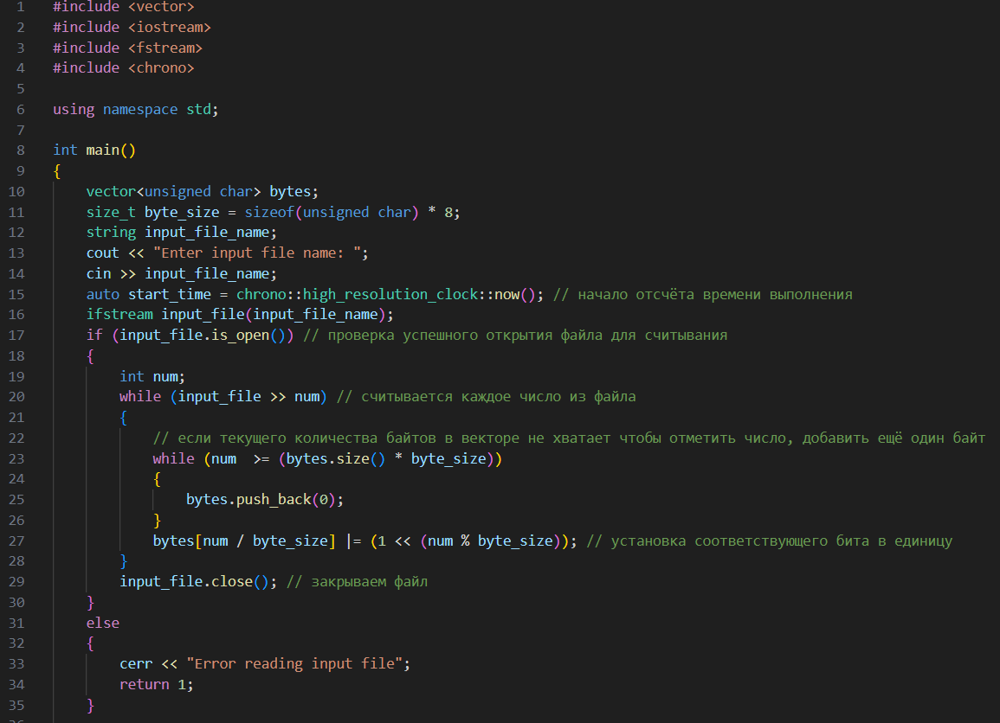 1 #include <vector>
2 #include <iostream>
3 #include <fstream>
4 #include <chrono>
5
6 using namespace std;
7
8 int main()
9 {
10 vector<unsigned char> bytes;
11 size_t byte_size = sizeof(unsigned char) * 8;
12 string input_file_name;
13 cout << "Enter input file name: ";
14 cin >> input_file_name;
15 auto start_time = chrono::high_resolution_clock::now(); // начало отсчёта времени выполнения
16 ifstream input_file(input_file_name);
17 if (input_file.is_open()) // проверка успешного открытия файла для считывания
18 {
19 int num;
20 while (input_file >> num) // считывается каждое число из файла
21 {
22 // если текущего количества байтов в векторе не хватает чтобы отметить число, добавить ещё один байт
23 while (num  >= (bytes.size() * byte_size))
24 {
25 bytes.push_back(0);
26 }
27 bytes[num / byte_size] |= (1 << (num % byte_size)); // установка соответствующего бита в единицу
28 }
29 input_file.close(); // закрываем файл
30 }
31 else
32 {
33 cerr << "Error reading input file";
34 return 1;
35 }